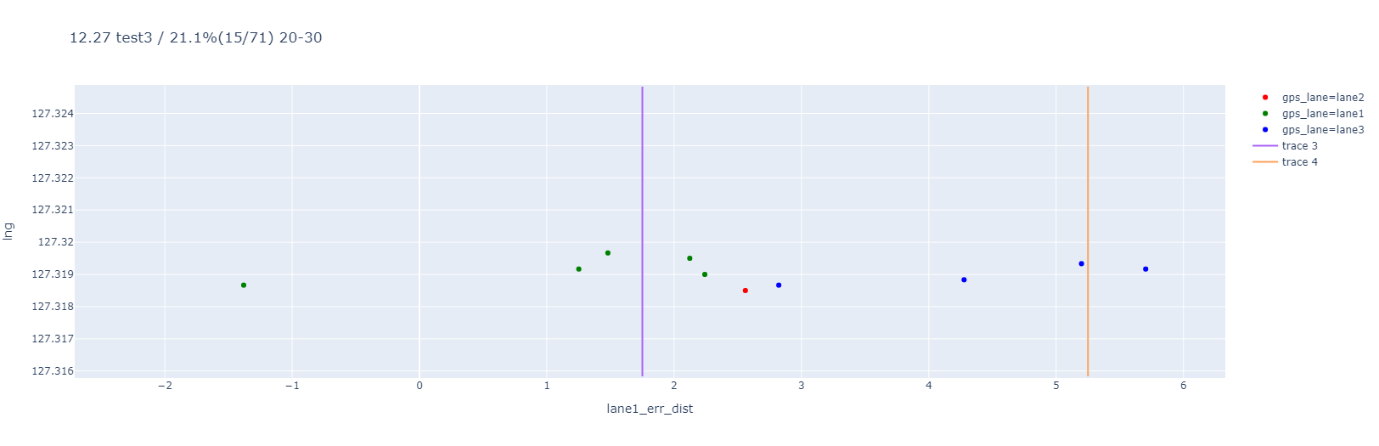 12.27 test3 / 21.1%(15/71) 20-30
127.324
127.323
127.322
127.321
127.32
127.319
127.318
127.317
127.316
lng
−2
−1
0
1
2
3
4
5
6
lane1_err_dist
gps_lane=lane2
gps_lane=lane1
gps_lane=lane3
trace 3
trace 4